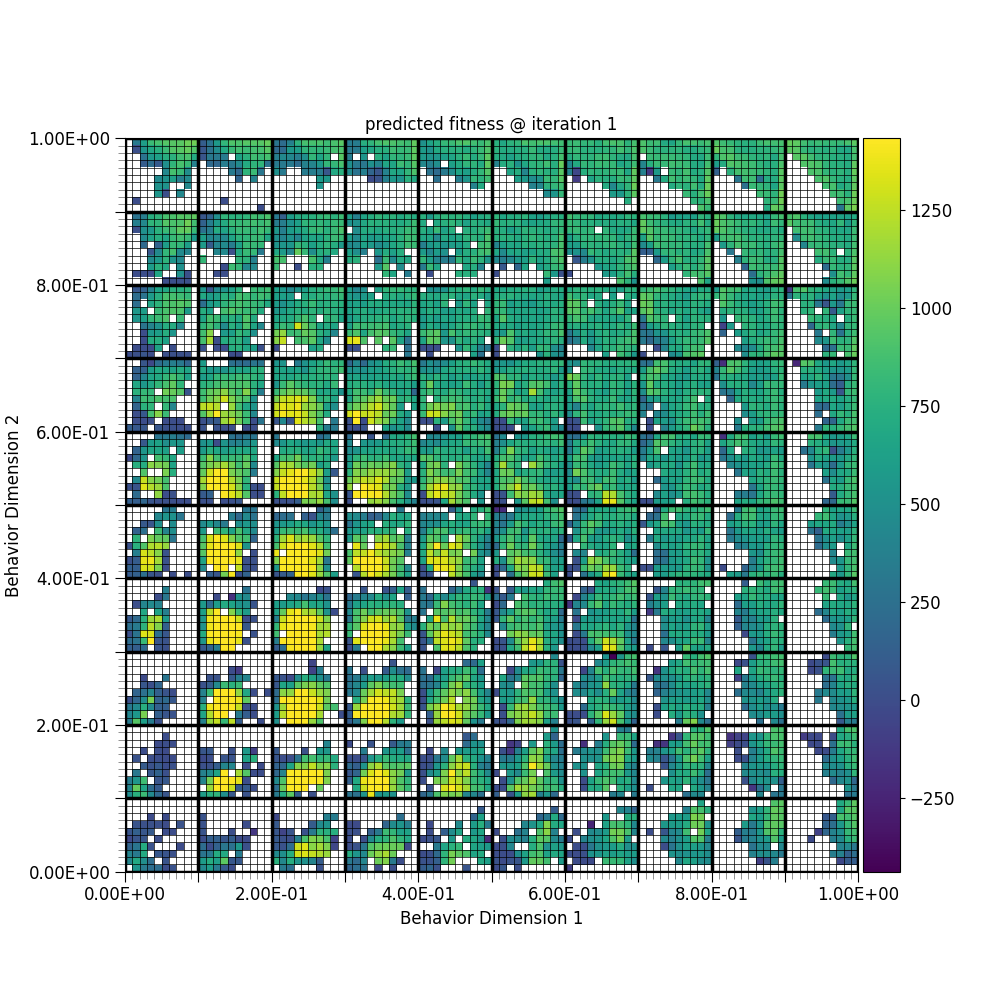 predicted fitness @ iteration 1
1.00E+00
8.00E-01
6.00E-01
4.00E-01
2.00E-01
0.00E+00
Behavior Dimension 2
0.00E+00 2.00E-01 4.00E-01 6.00E-01 8.00E-01 1.00E+00
Behavior Dimension 1
1250
1000
750
500
250
0
−250